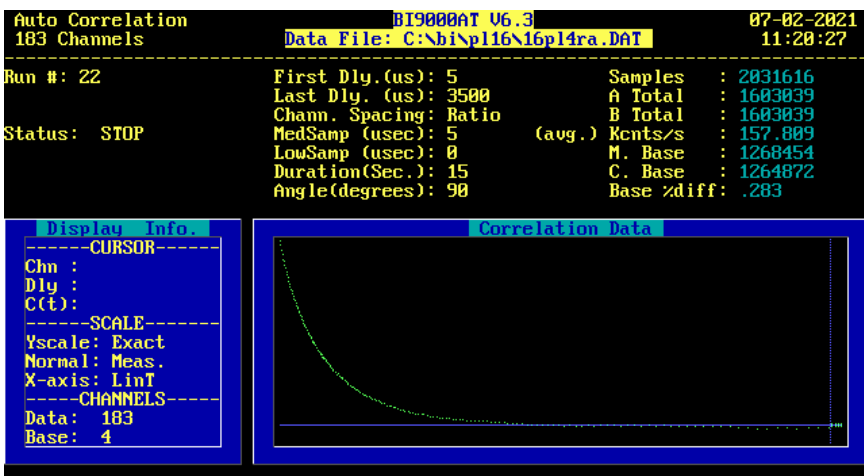 Auto Correlation
183 Channels
BI9000AT V6.3
Data File: C:\bi\pl16\16pl4ra.DAT
07-02-2021
11:20:27
Run #: 22
Status: STOP
First Dly.(us): 5
Last Dly. (us): 3500
Chann. Spacing: Ratio
MedSamp (usec): 5
LowSamp (usec): 0
Duration(Sec.): 15
Angle(degrees): 90
Samples : 2031616
A Total : 1603039
B Total : 1603039
(avg.) Kcnts/s : 157.809
M. Base : 1268454
C. Base : 1264872
Base %diff: .283
Display Info.
------CURSOR------
Chn :
Dly :
C(t):
------SCALE-------
Yscale: Exact
Normal: Meas.
X-axis: LinT
-----CHANNELS-----
Data: 183
Base: 4
Correlation Data